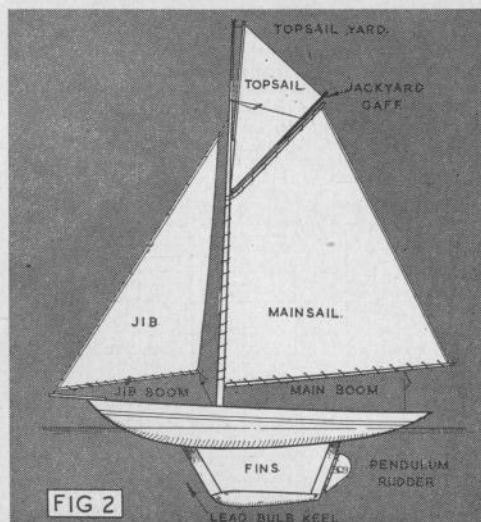 TOPSAIL YARD.
TOPSAIL.
JACKYARD
GAFF.
JIB
MAINSAIL.
JIB BOOM
MAIN BOOM
FINS
PENDULUM
RUDDER
FIG 2
LEAD BULB KEEL